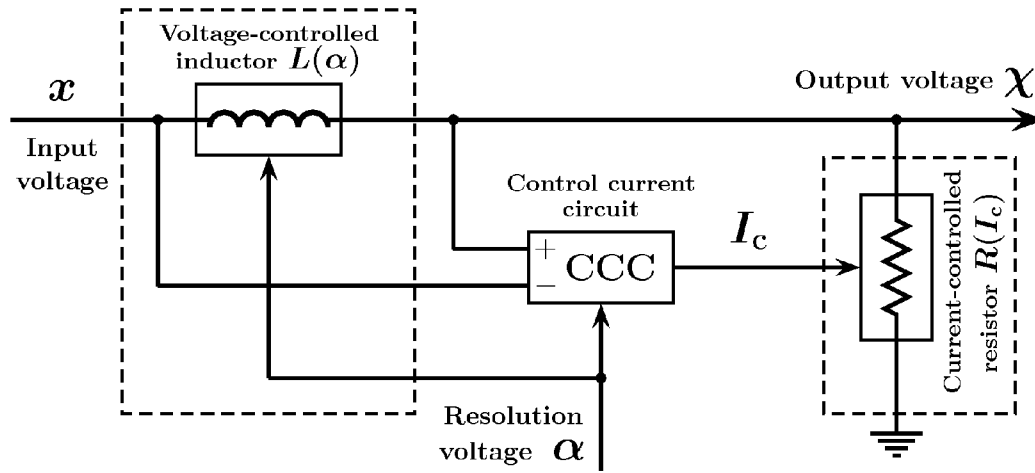 Voltage-controlled
inductor L(α)
x
Input
voltage
Output voltage χ
Control current
circuit
+
−
CCC
I_c
Current-controlled
resistor R(I_c)
Resolution
voltage α